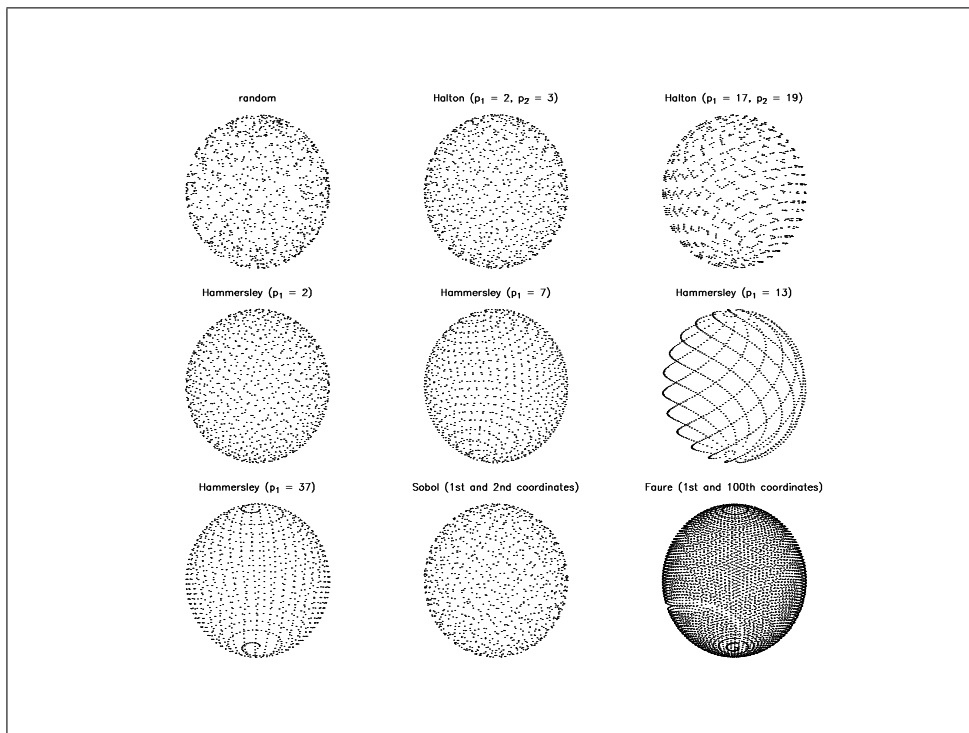 random
Halton (p₁ = 2, p₂ = 3)
Halton (p₁ = 17, p₂ = 19)
Hammersley (p₁ = 2)
Hammersley (p₁ = 7)
Hammersley (p₁ = 13)
Hammersley (p₁ = 37)
Sobol (1st and 2nd coordinates)
Faure (1st and 100th coordinates)